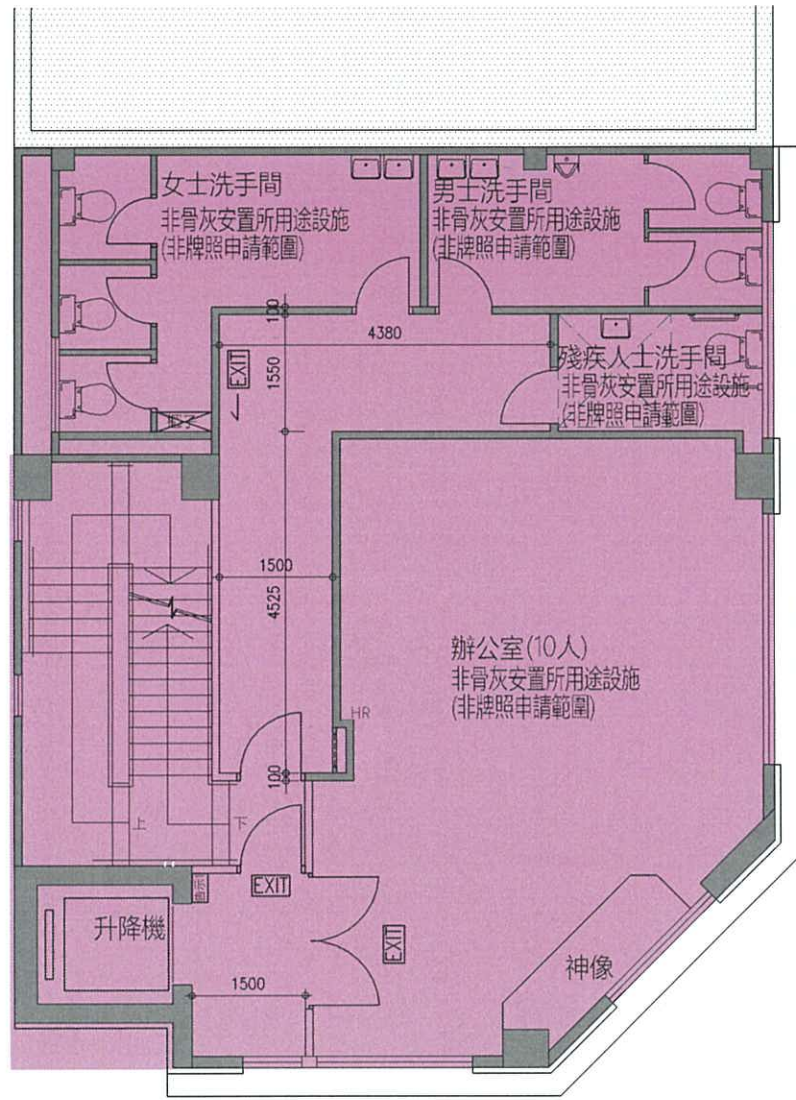 女士洗手間
非骨灰安置所用途設施
(非牌照申請範圍)
男士洗手間
非骨灰安置所用途設施
(非牌照申請範圍)
100
4380
EXIT
1550
殘疾人士洗手間
非骨灰安置所用途設施
(非牌照申請範圍)
1500
4525
辦公室(10人)
非骨灰安置所用途設施
(非牌照申請範圍)
HR
100
上
下
EXIT
EXIT
升降機
1500
神像